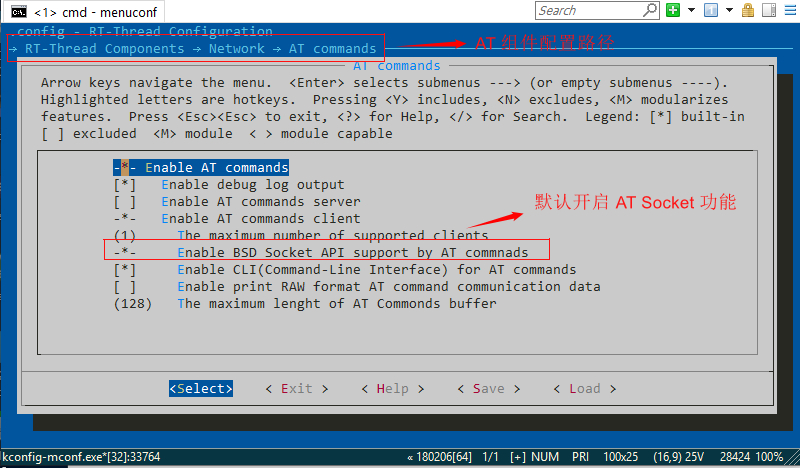 <1> cmd - menuconf
Search
.config - RT-Thread Configuration
→ RT-Thread Components → Network → AT commands
AT 组件配置路径
AT commands
Arrow keys navigate the menu. <Enter> selects submenus ---> (or empty submenus ----).
Highlighted letters are hotkeys. Pressing <Y> includes, <N> excludes, <M> modularizes
features. Press <Esc><Esc> to exit, <?> for Help, </> for Search. Legend: [*] built-in
[ ] excluded <M> module < > module capable
-*- Enable AT commands
[*] Enable debug log output
[ ] Enable AT commands server
-*- Enable AT commands client
默认开启 AT Socket 功能
(1) The maximum number of supported clients
-*- Enable BSD Socket API support by AT commnads
[*] Enable CLI(Command-Line Interface) for AT commands
[ ] Enable print RAW format AT command communication data
(128) The maximum lenght of AT Commonds buffer
<Select> < Exit > < Help > < Save > < Load >
kconfig-mconf.exe*[32]:33764 « 180206[64] 1/1 [+] NUM PRI 100x25 (16,9) 25V 28424 100%